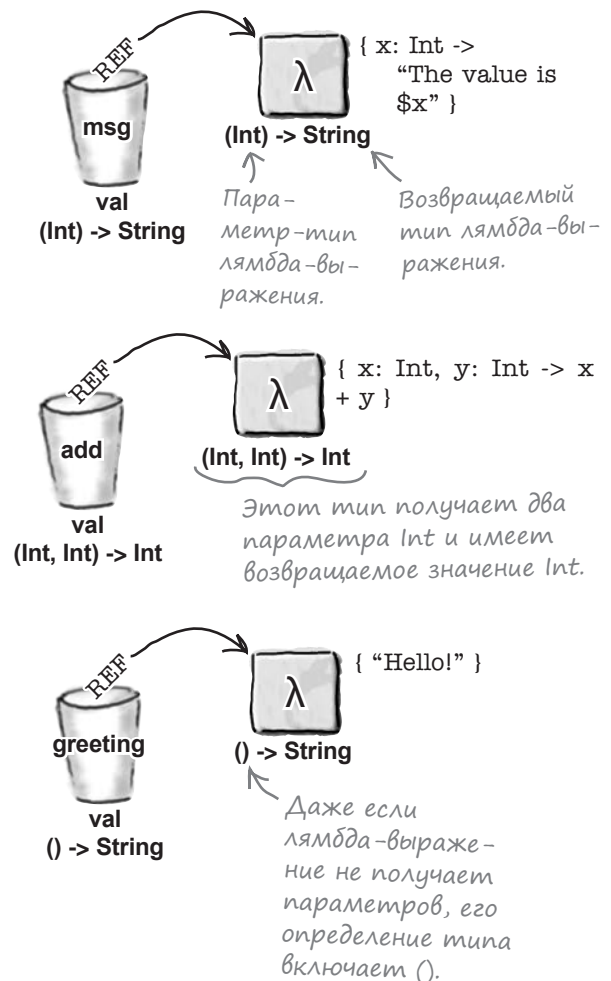 REF
λ
{ x: Int ->
“The value is
$x” }
msg
(Int) -> String
val
(Int) -> String
Пара-
метр-тип
лямбда-вы-
ражения.
Возвращаемый
тип лямбда-вы-
ражения.
REF
λ
{ x: Int, y: Int -> x
+ y }
add
(Int, Int) -> Int
val
(Int, Int) -> Int
Этот тип получает два
параметра Int и имеет
возвращаемое значение Int.
REF
λ
{ “Hello!” }
greeting
() -> String
val
() -> String
Даже если
лямбда-выраже-
ние не получает
параметров, его
определение типа
включает ().